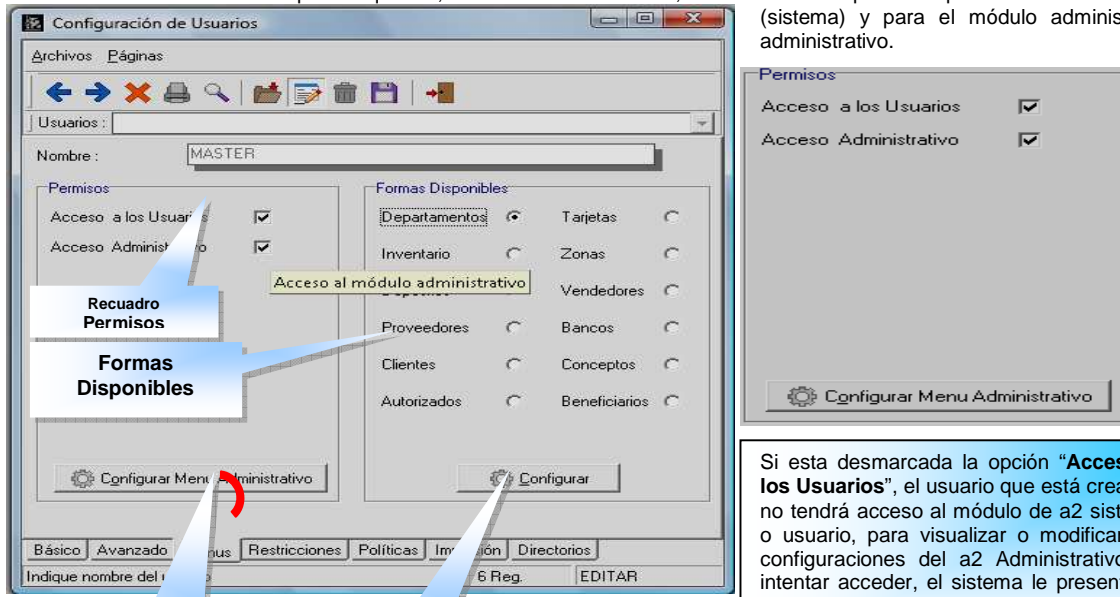 Configuración de Usuarios
Archivos Páginas
Usuarios :
Nombre : MASTER
Permisos
Acceso a los Usuarios
Acceso Administrativo
Recuadro
Permisos
Formas
Disponibles
Configurar Menu Administrativo
Formas Disponibles
Departamentos Tarjetas
Inventario Zonas
Acceso al módulo administrativo
Vendedores
Proveedores Bancos
Clientes Conceptos
Autorizados Beneficiarios
Configurar
Básico Avanzado Restricciones Políticas Directorios
Indique nombre del
6 Reg. EDITAR
(sistema) y para el módulo adminis
administrativo.
Permisos
Acceso a los Usuarios
Acceso Administrativo
Configurar Menu Administrativo
Si esta desmarcada la opción “Acces
los Usuarios”, el usuario que está crea
no tendrá acceso al módulo de a2 sist
o usuario, para visualizar o modificar
configuraciones del a2 Administrativo
intentar acceder, el sistema le present